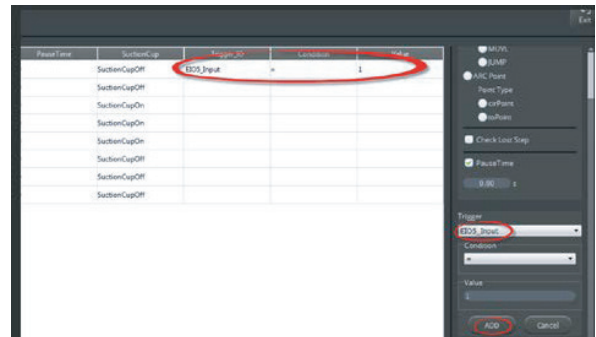 Exit
PauseTime SuctionCup Trigger_IO Condition Value
SuctionCupOff EIO5_Input = 1
SuctionCupOff
SuctionCupOn
SuctionCupOn
SuctionCupOff
SuctionCupOff
SuctionCupOff
MOVL
JUMP
ARC Point
Point Type
cirPoint
toPoint
Check Lost Step
PauseTime
0.00 s
Trigger
EIO5_Input
Condition
=
Value
1
ADD Cancel